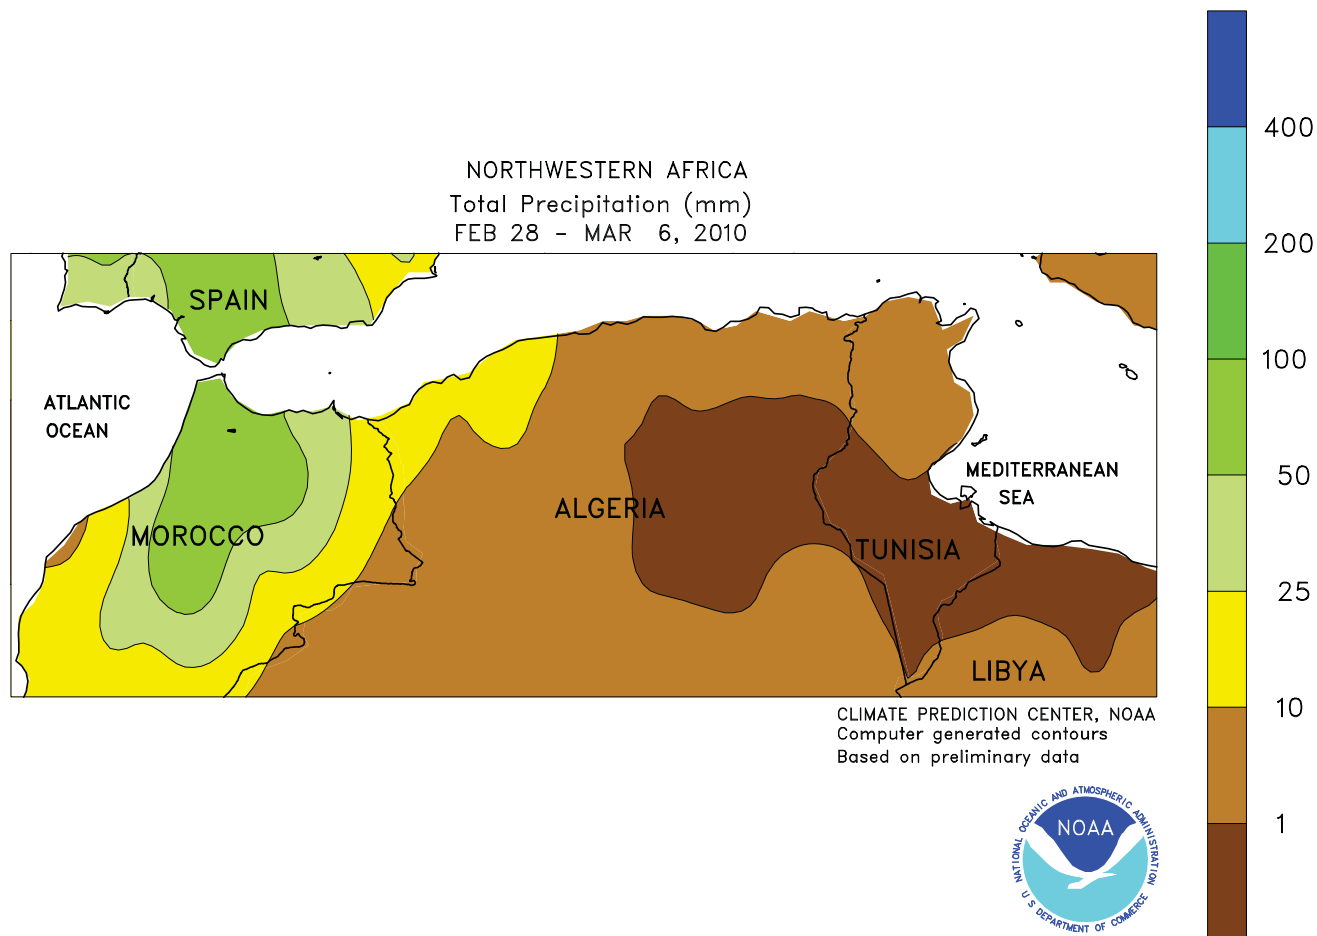 NORTHWESTERN AFRICA
Total Precipitation (mm)
FEB 28 - MAR 6, 2010
400
200
100
50
25
10
1
SPAIN
ATLANTIC
OCEAN
MEDITERRANEAN
SEA
MOROCCO
ALGERIA
TUNISIA
LIBYA
CLIMATE PREDICTION CENTER, NOAA
Computer generated contours
Based on preliminary data
NATIONAL OCEANIC AND ATMOSPHERIC ADMINISTRATION
NOAA
U S DEPARTMENT OF COMMERCE